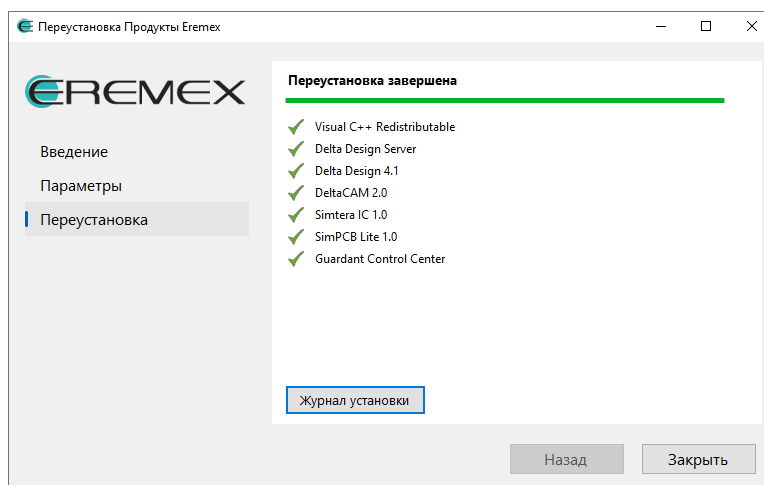 Переустановка Продукты Eremex
EREMEX
Введение
Параметры
Переустановка
Переустановка завершена
Visual C++ Redistributable
Delta Design Server
Delta Design 4.1
DeltaCAM 2.0
Simtera IC 1.0
SimPCB Lite 1.0
Guardant Control Center
Журнал установки
Назад
Закрыть